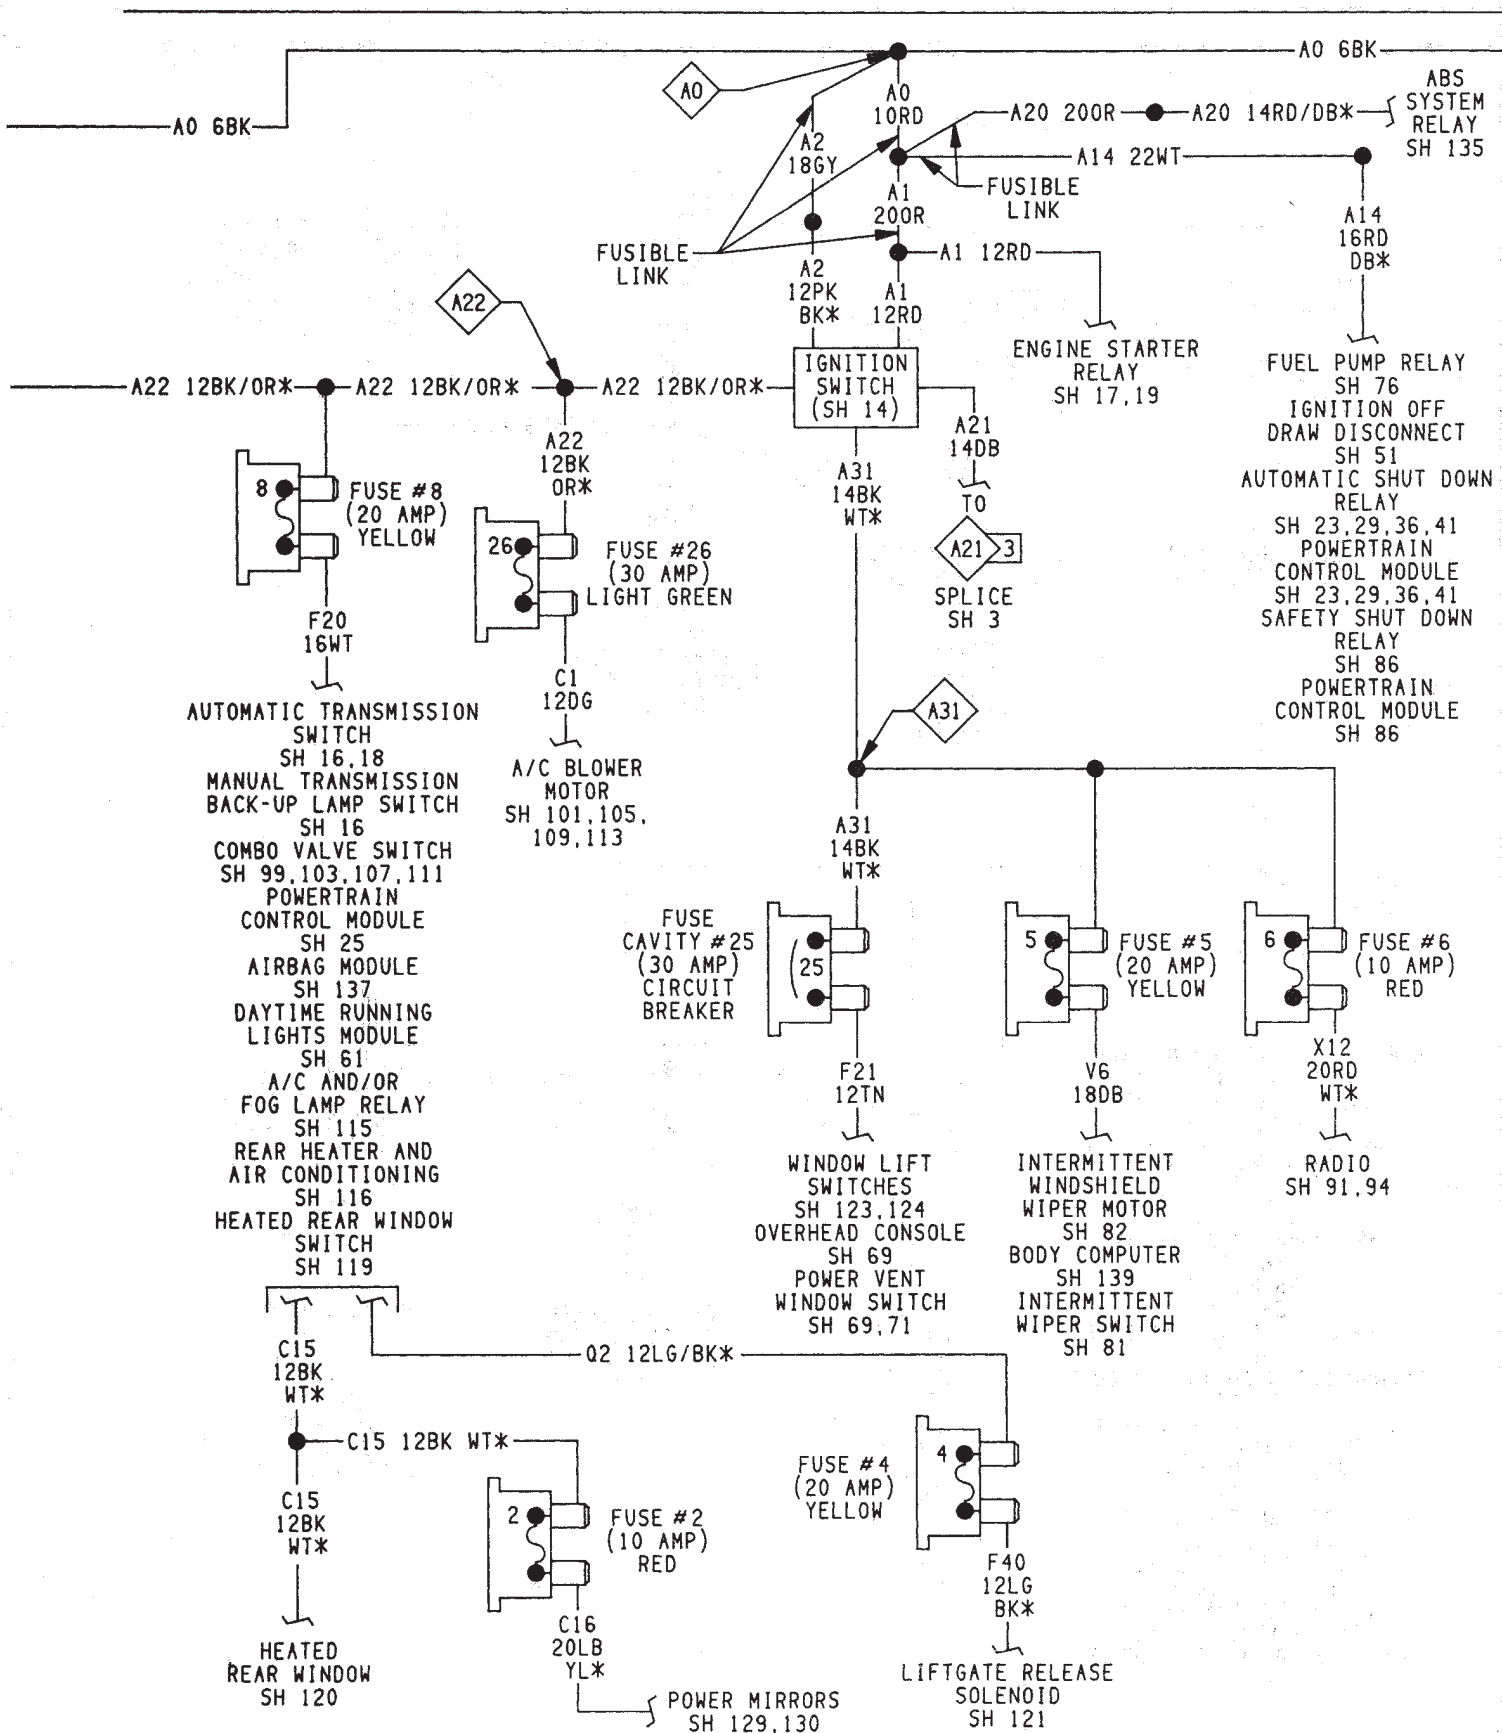 A0 6BK
A0 6BK
A0
A0
10RD
A2
18GY
A20 20OR
A20 14RD/DB*
ABS
SYSTEM
RELAY
SH 135
A14 22WT
FUSIBLE
LINK
A1
20OR
A14
16RD
DB*
FUSIBLE
LINK
A1 12RD
A2
12PK
BK*
A1
12RD
A22
A22 12BK/OR*
A22 12BK/OR*
A22 12BK/OR*
IGNITION
SWITCH
(SH 14)
ENGINE STARTER
RELAY
SH 17,19
FUEL PUMP RELAY
SH 76
IGNITION OFF
DRAW DISCONNECT
SH 51
AUTOMATIC SHUT DOWN
RELAY
SH 23,29,36,41
POWERTRAIN
CONTROL MODULE
SH 23,29,36,41
SAFETY SHUT DOWN
RELAY
SH 86
POWERTRAIN
CONTROL MODULE
SH 86
A22
12BK
OR*
A31
14BK
WT*
A21
14DB
TO
A21
3
SPLICE
SH 3
8
FUSE #8
(20 AMP)
YELLOW
26
FUSE #26
(30 AMP)
LIGHT GREEN
F20
16WT
C1
12DG
AUTOMATIC TRANSMISSION
SWITCH
SH 16,18
MANUAL TRANSMISSION
BACK-UP LAMP SWITCH
SH 16
COMBO VALVE SWITCH
SH 99,103,107,111
POWERTRAIN
CONTROL MODULE
SH 25
AIRBAG MODULE
SH 137
DAYTIME RUNNING
LIGHTS MODULE
SH 61
A/C AND/OR
FOG LAMP RELAY
SH 115
REAR HEATER AND
AIR CONDITIONING
SH 116
HEATED REAR WINDOW
SWITCH
SH 119
A/C BLOWER
MOTOR
SH 101,105,
109,113
A31
A31
14BK
WT*
FUSE
CAVITY #25
(30 AMP)
CIRCUIT
BREAKER
25
5
FUSE #5
(20 AMP)
YELLOW
6
FUSE #6
(10 AMP)
RED
F21
12TN
V6
18DB
X12
20RD
WT*
WINDOW LIFT
SWITCHES
SH 123,124
OVERHEAD CONSOLE
SH 69
POWER VENT
WINDOW SWITCH
SH 69,71
INTERMITTENT
WINDSHIELD
WIPER MOTOR
SH 82
BODY COMPUTER
SH 139
INTERMITTENT
WIPER SWITCH
SH 81
RADIO
SH 91,94
C15
12BK
WT*
Q2 12LG/BK*
C15 12BK WT*
C15
12BK
WT*
2
FUSE #2
(10 AMP)
RED
FUSE #4
(20 AMP)
YELLOW
4
F40
12LG
BK*
C16
20LB
YL*
HEATED
REAR WINDOW
SH 120
POWER MIRRORS
SH 129,130
LIFTGATE RELEASE
SOLENOID
SH 121